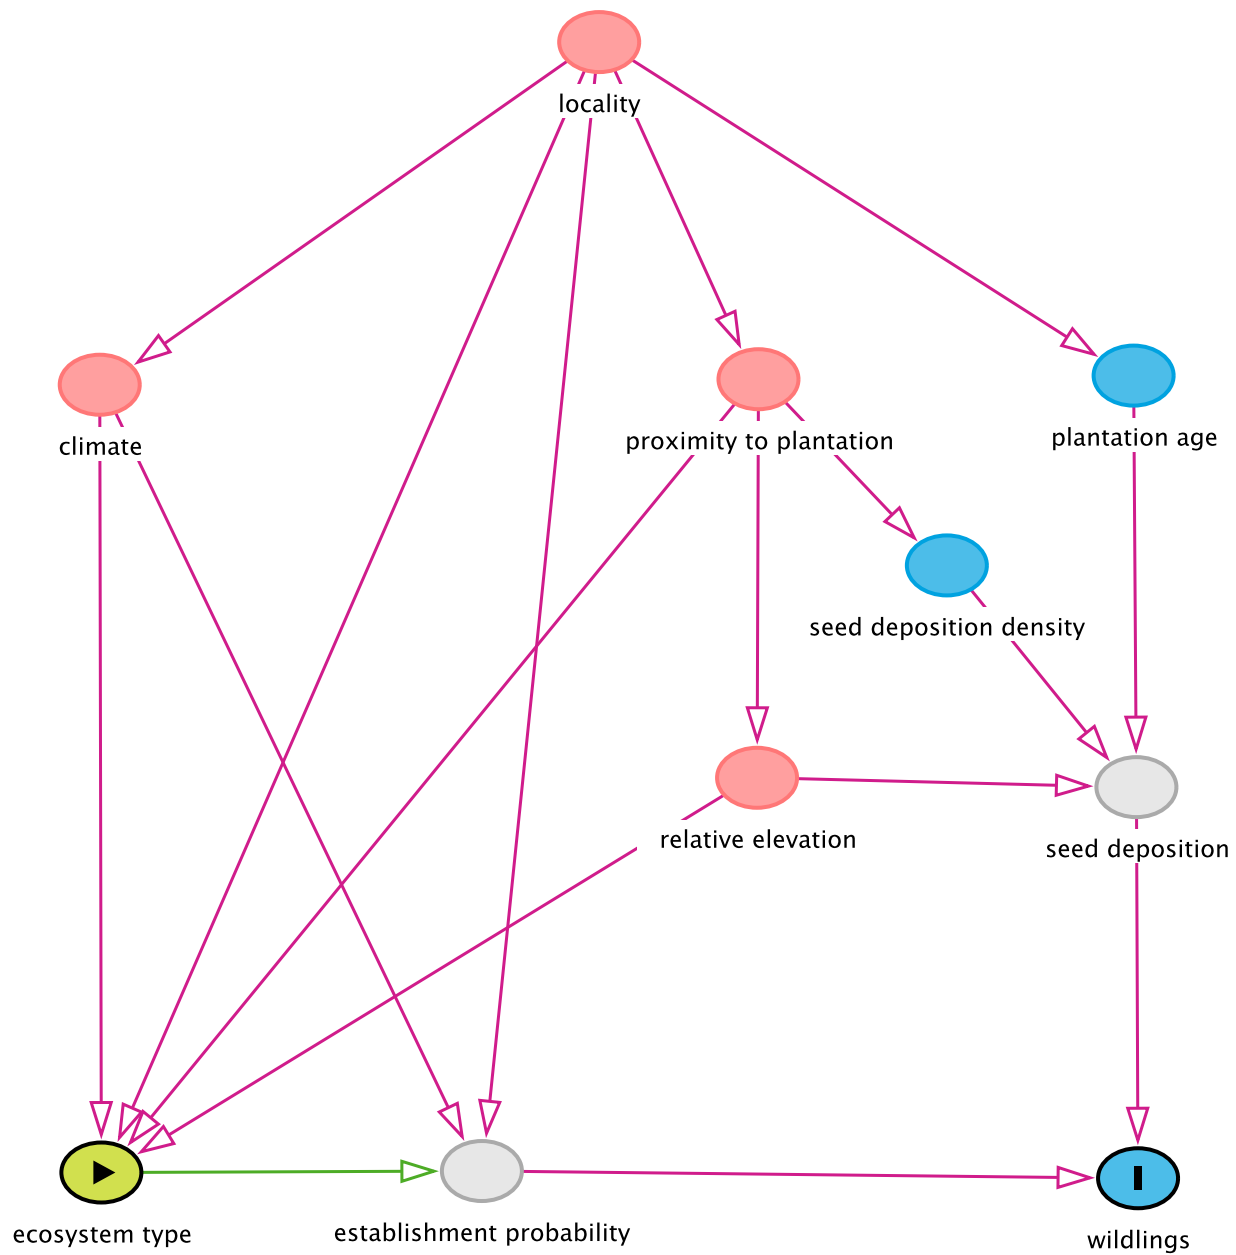 locality
climate
proximity to plantation
plantation age
seed deposition density
relative elevation
seed deposition
ecosystem type
establishment probability
wildlings